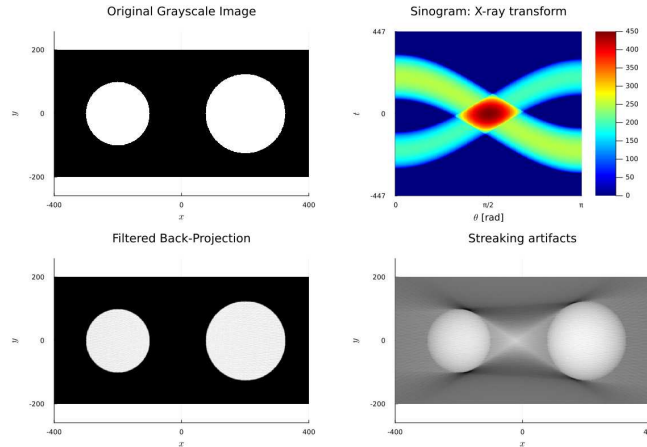 Original Grayscale Image
200
0
-200
y
-400
0
400
x
Sinogram: X-ray transform
447
0
-447
t
0
π/2
π
θ [rad]
450
400
350
300
250
200
150
100
50
0
Filtered Back-Projection
200
0
-200
y
-400
0
400
x
Streaking artifacts
200
0
-200
y
-400
0
x